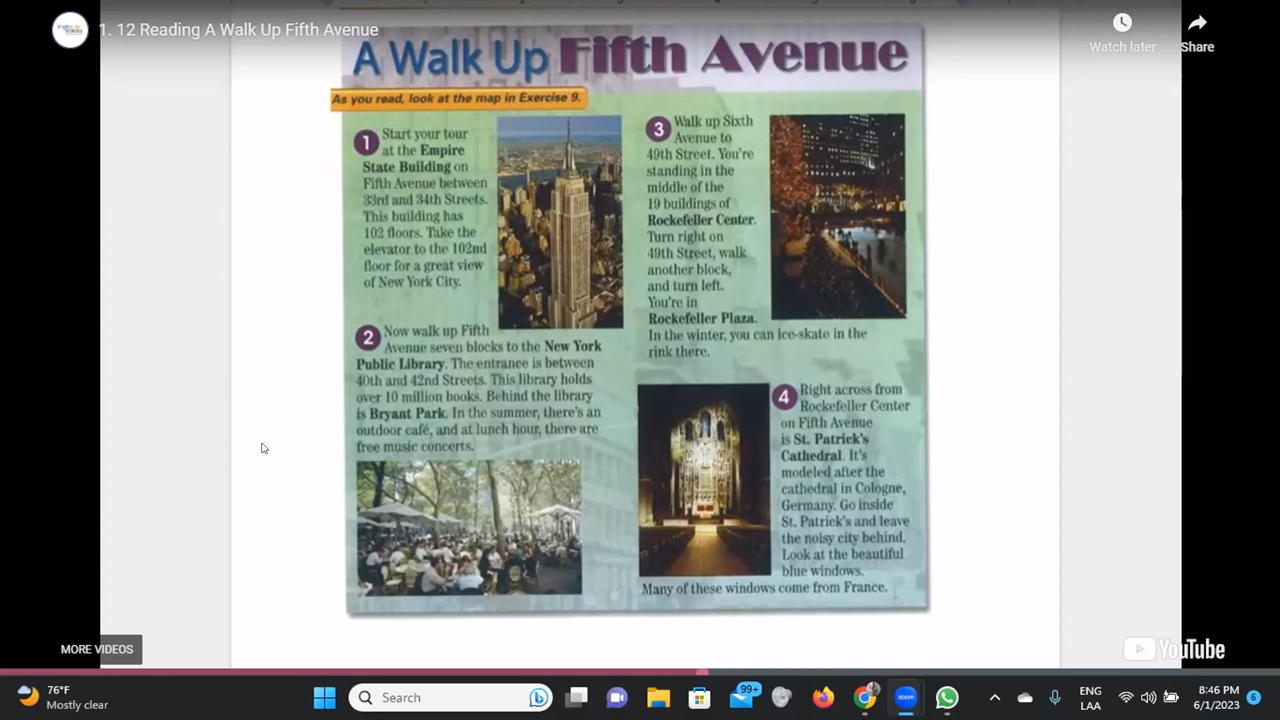 1. 12 Reading A Walk Up Fifth Avenue
Watch later
Share
A Walk Up Fifth Avenue
As you read, look at the map in Exercise 9.
1 Start your tour
at the Empire
State Building on
Fifth Avenue between
33rd and 34th Streets.
This building has
102 floors. Take the
elevator to the 102nd
floor for a great view
of New York City.
2 Now walk up Fifth
Avenue seven blocks to the New York
Public Library. The entrance is between
40th and 42nd Streets. This library holds
over 10 million books. Behind the library
is Bryant Park. In the summer, there's an
outdoor café, and at lunch hour, there are
free music concerts.
3 Walk up Sixth
Avenue to
49th Street. You're
standing in the
middle of the
19 buildings of
Rockefeller Center.
Turn right on
49th Street, walk
another block,
and turn left.
You're in
Rockefeller Plaza.
In the winter, you can ice-skate in the
rink there.
4 Right across from
Rockefeller Center
on Fifth Avenue
is St. Patrick's
Cathedral. It's
modeled after the
cathedral in Cologne,
Germany. Go inside
St. Patrick's and leave
the noisy city behind.
Look at the beautiful
blue windows.
Many of these windows come from France.
MORE VIDEOS
YouTube
76°F
Mostly clear
Search
99+
zoom
ENG
LAA
8:46 PM
6/1/2023
6